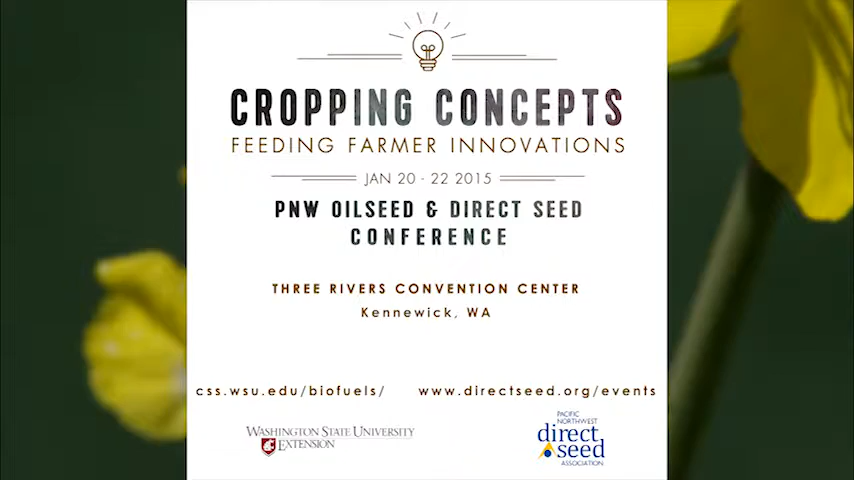 CROPPING CONCEPTS
FEEDING FARMER INNOVATIONS
JAN 20 - 22 2015
PNW OILSEED & DIRECT SEED
CONFERENCE
THREE RIVERS CONVENTION CENTER
Kennewick, WA
css.wsu.edu/biofuels/ www.directseed.org/events
WASHINGTON STATE UNIVERSITY
EXTENSION
PACIFIC
NORTHWEST
direct
seed
ASSOCIATION